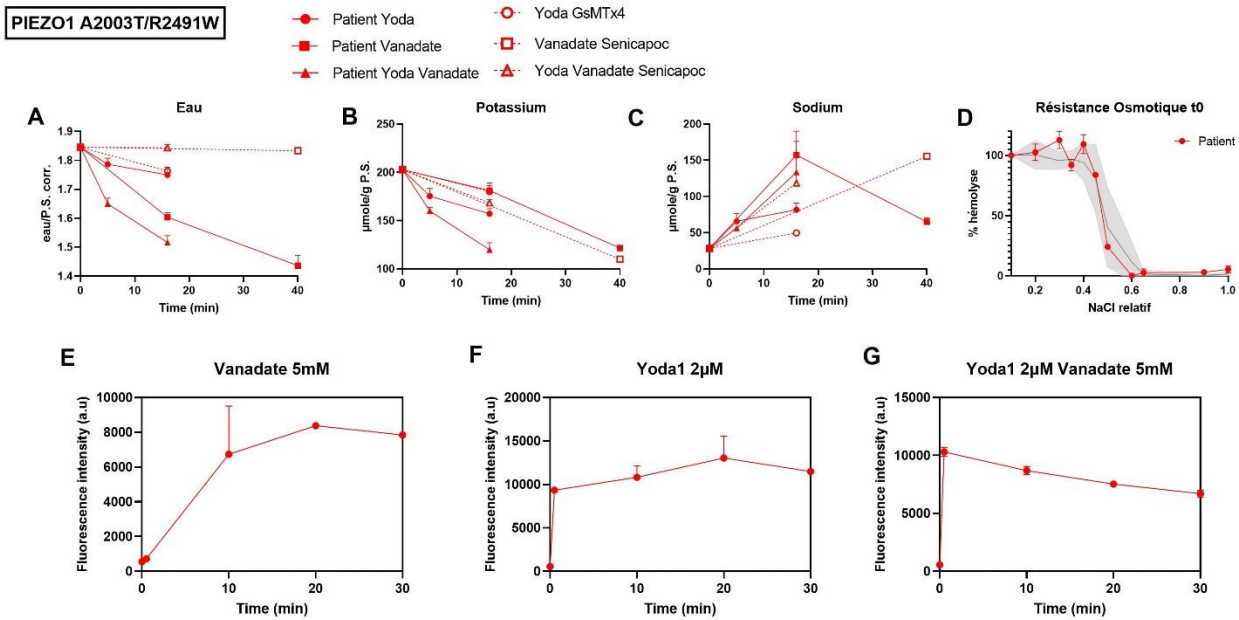 PIEZO1 A2003T/R2491W
Patient Yoda
Patient Vanadate
Patient Yoda Vanadate
Yoda GsMTx4
Vanadate Senicapoc
Yoda Vanadate Senicapoc
A
Eau
eau/P.S. corr.
1.9
1.8
1.7
1.6
1.5
1.4
0 10 20 30 40
Time (min)
B
Potassium
µmole/g P.S.
250
200
150
100
0 10 20 30 40
Time (min)
C
Sodium
µmole/g P.S.
200
150
100
50
0
0 10 20 30 40
Time (min)
D
Résistance Osmotique t0
Patient
% hémolyse
100
50
0
0.2 0.4 0.6 0.8 1.0
NaCl relatif
E
Vanadate 5mM
Fluorescence intensity (a.u)
10000
8000
6000
4000
2000
0
0 10 20 30
Time (min)
F
Yoda1 2µM
Fluorescence intensity (a.u)
20000
15000
10000
5000
0
0 10 20 30
Time (min)
G
Yoda1 2µM Vanadate 5mM
Fluorescence intensity (a.u)
15000
10000
5000
0
0 10 20 30
Time (min)